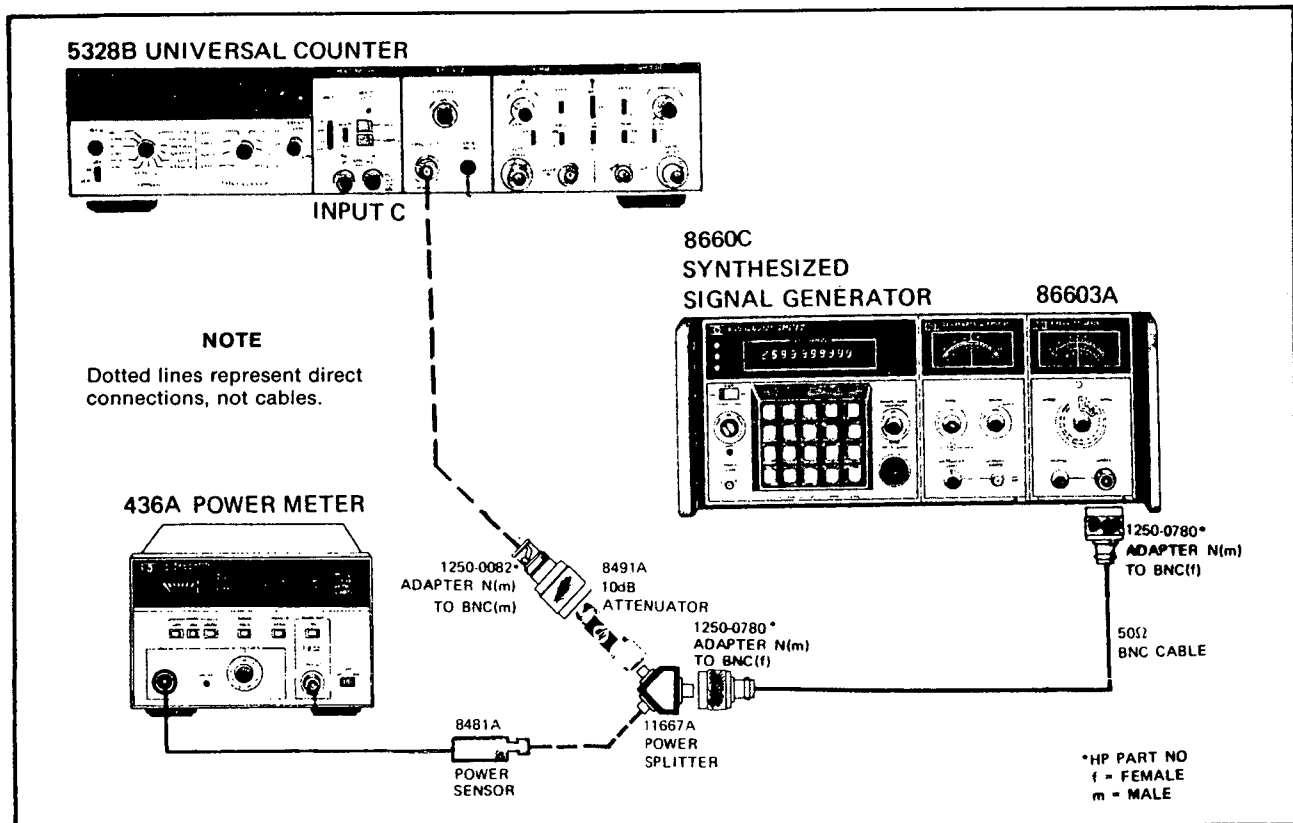 5328B UNIVERSAL COUNTER
INPUT C
8660C
SYNTHESIZED
SIGNAL GENERATOR
86603A
NOTE
Dotted lines represent direct
connections, not cables.
436A POWER METER
1250-0082*
ADAPTER N(m)
TO BNC(m)
8491A
10dB
ATTENUATOR
1250-0780*
ADAPTER N(m)
TO BNC(f)
1250-0780*
ADAPTER N(m)
TO BNC(f)
50Ω
BNC CABLE
8481A
POWER
SENSOR
11667A
POWER
SPLITTER
*HP PART NO
f = FEMALE
m = MALE